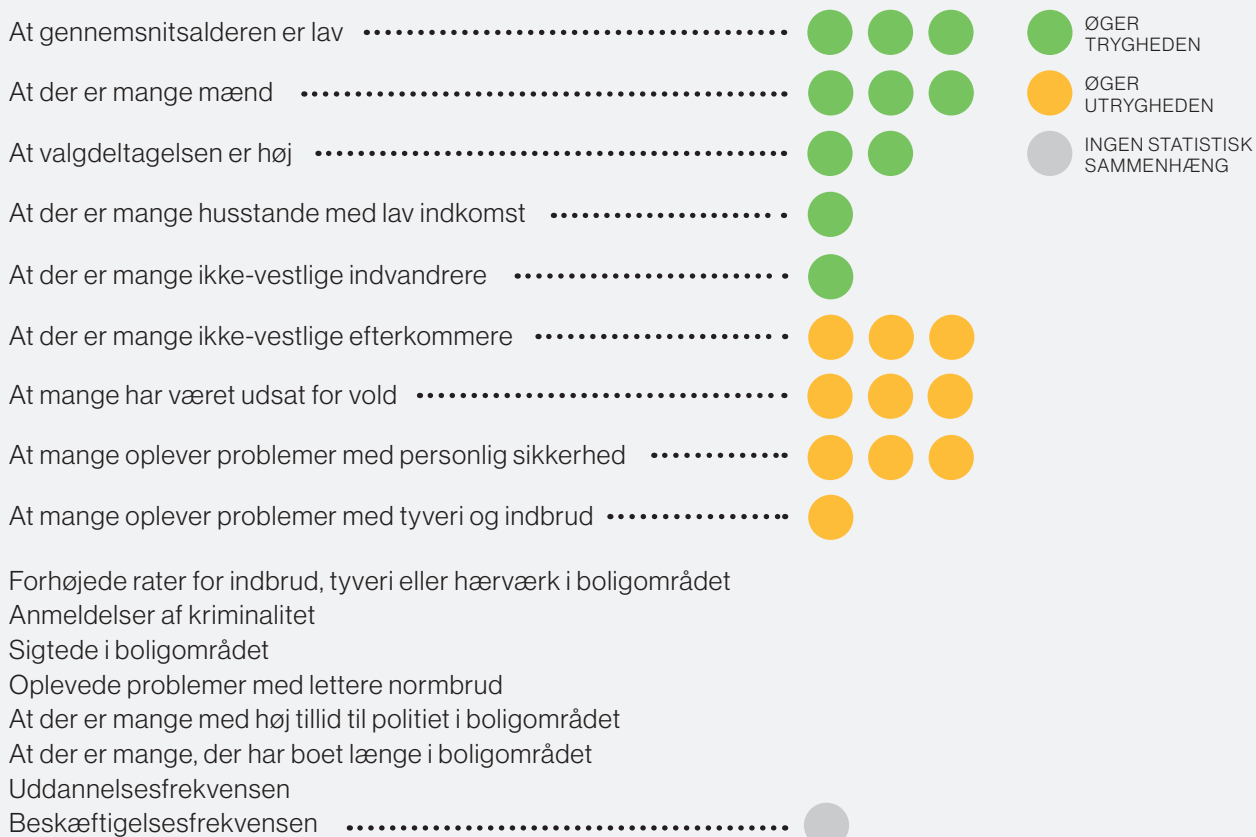 At gennemsnitsalderen er lav
At der er mange mænd
At valgdeltagelsen er høj
At der er mange husstande med lav indkomst
At der er mange ikke-vestlige indvandrere
At der er mange ikke-vestlige efterkommere
At mange har været udsat for vold
At mange oplever problemer med personlig sikkerhed
At mange oplever problemer med tyveri og indbrud
Forhøjede rater for indbrud, tyveri eller hærværk i boligområdet
Anmeldelser af kriminalitet
Sigtede i boligområdet
Oplevede problemer med lettere normbrud
At der er mange med høj tillid til politiet i boligområdet
At der er mange, der har boet længe i boligområdet
Uddannelsesfrekvensen
Beskæftigelsesfrekvensen
ØGER
TRYGHEDEN
ØGER
UTRYGHEDEN
INGEN STATISTISK
SAMMENHÆNG